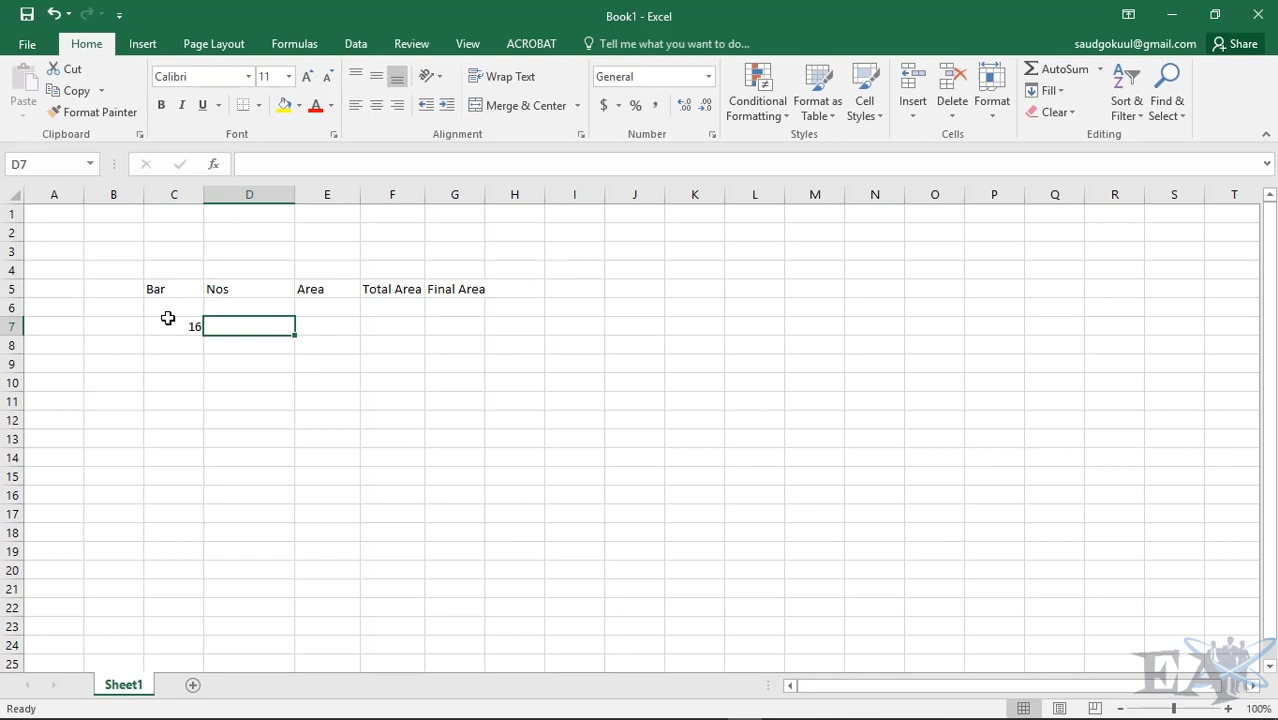 Book1 - Excel
File Home Insert Page Layout Formulas Data Review View ACROBAT Tell me what you want to do... saudgokuul@gmail.com Share
Paste Cut Copy Format Painter
Calibri 11 A A
B I U A
Wrap Text
Merge & Center
General
$ % ,
Conditional Formatting Format as Table Cell Styles
Insert Delete Format
AutoSum Fill Clear
Sort & Filter Find & Select
Clipboard Font Alignment Number Styles Cells Editing
D7 fx
A B C D E F G H I J K L M N O P Q R S T
1
2
3
4
5 Bar Nos Area Total Area Final Area
6
7 16
8
9
10
11
12
13
14
15
16
17
18
19
20
21
22
23
24
25
Sheet1
Ready 100%
EA